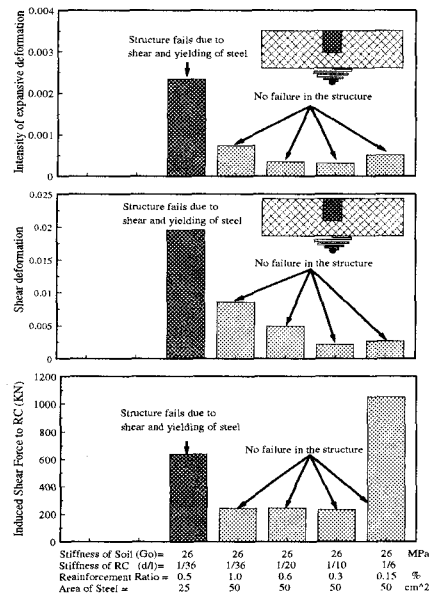 0.004
0.003
0.002
0.001
0
Intensity of expansive deformation
Structure fails due to
shear and yielding of steel
No failure in the structure
0.025
0.02
0.015
0.01
0.005
0
Shear deformation
Structure fails due to
shear and yielding of steel
No failure in the structure
1200
1000
800
600
400
200
0
Induced Shear Force to RC (KN)
Structure fails due to
shear and yielding of steel
No failure in the structure
Stiffness of Soil (Go)= 26 26 26 26 26 MPa
Stiffness of RC (d/l)= 1/36 1/36 1/20 1/10 1/6
Reainforcement Ratio = 0.5 1.0 0.6 0.3 0.15 %
Area of Steel = 25 50 50 50 50 cm^2